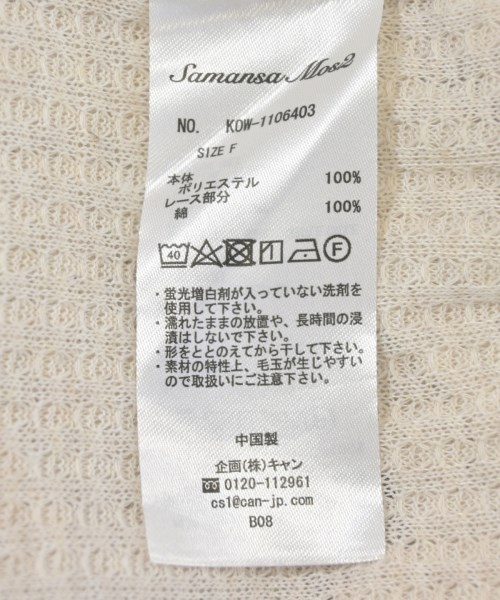 Samansa Mos2
NO. KOW-1106403
SIZE F
本体
ポリエステル 100%
レース部分
綿 100%
40
F
・蛍光増白剤が入っていない洗剤を
使用して下さい。
・濡れたままの放置や、長時間の浸
漬はしないで下さい。
・形をととのえてから干して下さい。
・素材の特性上、毛玉が生じやすい
ので取扱いにご注意下さい。
中国製
企画(株)キャン
0120-112961
cs1@can-jp.com
B08